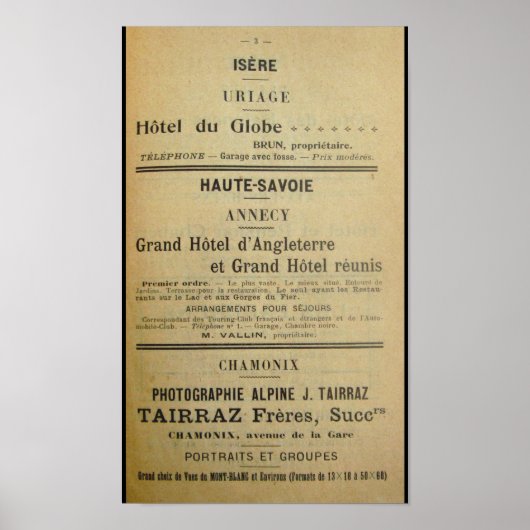 — 3 —
ISÈRE
URIAGE
Hôtel du Globe
BRUN, propriétaire.
TÉLÉPHONE — Garage avec fosse. — Prix modérés.
HAUTE-SAVOIE
ANNECY
Grand Hôtel d'Angleterre
et Grand Hôtel réunis
Premier ordre. — Le plus vaste. Le mieux situé. Entouré de
Jardins. Terrasse pour la restauration. Le seul ayant les Restau-
rants sur le Lac et aux Gorges du Fier.
ARRANGEMENTS POUR SÉJOURS
Correspondant des Touring-Club français et étrangers et de l'Auto-
mobile-Club. — Téléphone n° 1. — Garage, Chambre noire.
M. VALLIN, propriétaire.
CHAMONIX
PHOTOGRAPHIE ALPINE J. TAIRRAZ
TAIRRAZ Frères, Succrs
CHAMONIX, avenue de la Gare
PORTRAITS ET GROUPES
Grand choix de Vues du MONT-BLANC et Environs (Formats de 13×18 à 50×60)